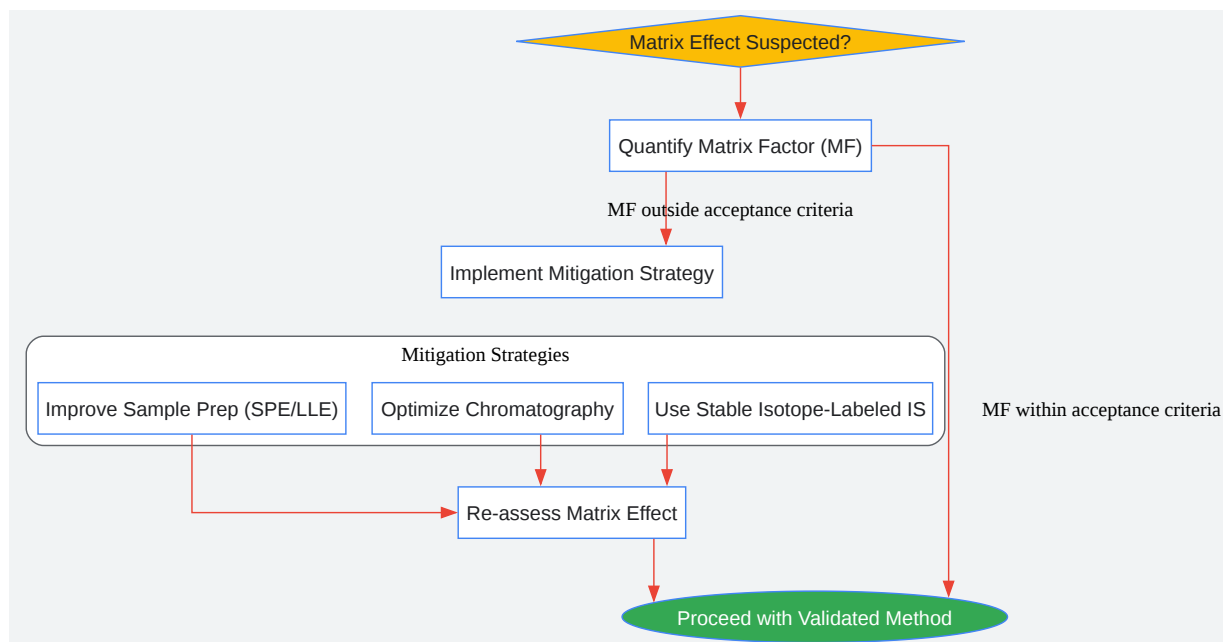 Matrix Effect Suspected?
Quantify Matrix Factor (MF)
MF outside acceptance criteria
Implement Mitigation Strategy
Mitigation Strategies
Improve Sample Prep (SPE/LLE)
Optimize Chromatography
Use Stable Isotope-Labeled IS
MF within acceptance criteria
Re-assess Matrix Effect
Proceed with Validated Method